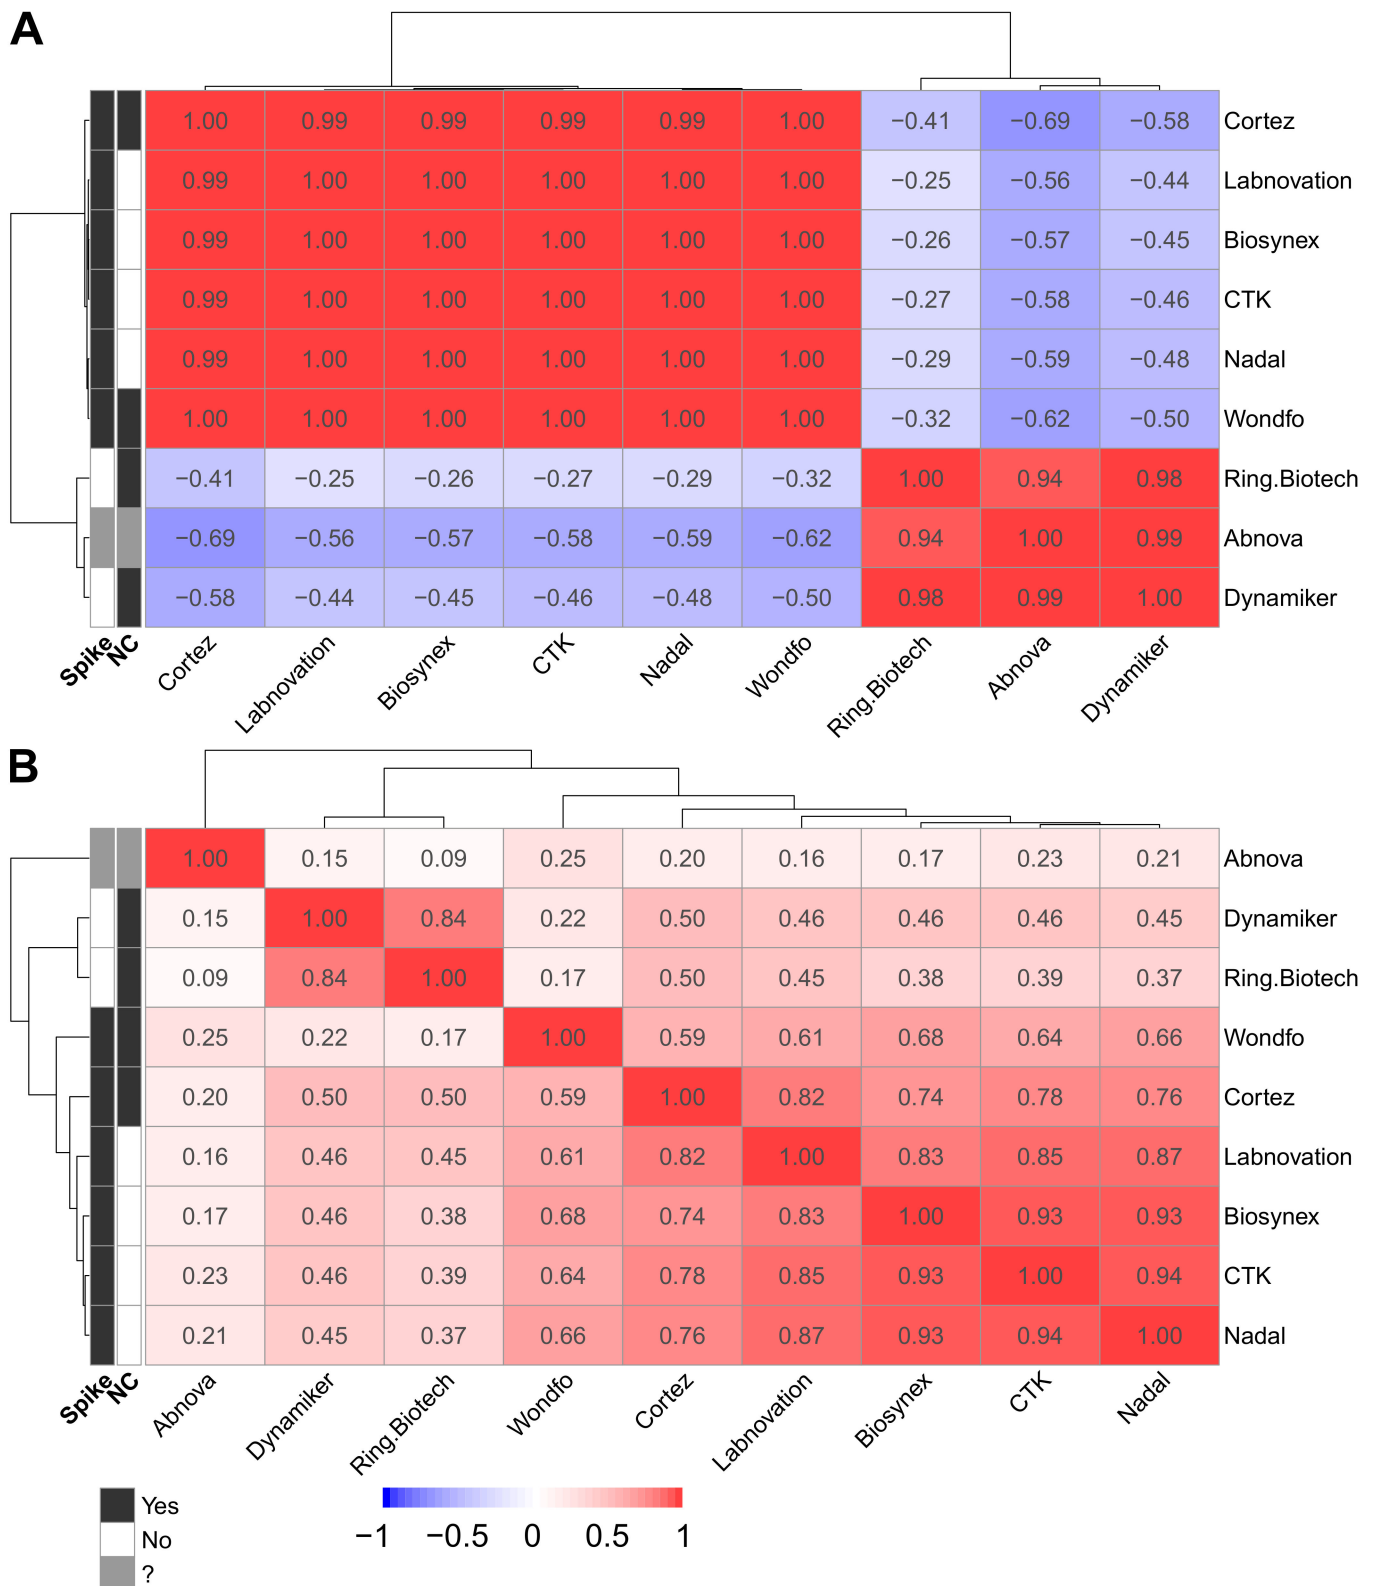 A
1.00 0.99 0.99 0.99 0.99 1.00 −0.41 −0.69 −0.58 Cortez
0.99 1.00 1.00 1.00 1.00 1.00 −0.25 −0.56 −0.44 Labnovation
0.99 1.00 1.00 1.00 1.00 1.00 −0.26 −0.57 −0.45 Biosynex
0.99 1.00 1.00 1.00 1.00 1.00 −0.27 −0.58 −0.46 CTK
0.99 1.00 1.00 1.00 1.00 1.00 −0.29 −0.59 −0.48 Nadal
1.00 1.00 1.00 1.00 1.00 1.00 −0.32 −0.62 −0.50 Wondfo
−0.41 −0.25 −0.26 −0.27 −0.29 −0.32 1.00 0.94 0.98 Ring.Biotech
−0.69 −0.56 −0.57 −0.58 −0.59 −0.62 0.94 1.00 0.99 Abnova
−0.58 −0.44 −0.45 −0.46 −0.48 −0.50 0.98 0.99 1.00 Dynamiker
Spike NC Cortez Labnovation Biosynex CTK Nadal Wondfo Ring.Biotech Abnova Dynamiker
B
1.00 0.15 0.09 0.25 0.20 0.16 0.17 0.23 0.21 Abnova
0.15 1.00 0.84 0.22 0.50 0.46 0.46 0.46 0.45 Dynamiker
0.09 0.84 1.00 0.17 0.50 0.45 0.38 0.39 0.37 Ring.Biotech
0.25 0.22 0.17 1.00 0.59 0.61 0.68 0.64 0.66 Wondfo
0.20 0.50 0.50 0.59 1.00 0.82 0.74 0.78 0.76 Cortez
0.16 0.46 0.45 0.61 0.82 1.00 0.83 0.85 0.87 Labnovation
0.17 0.46 0.38 0.68 0.74 0.83 1.00 0.93 0.93 Biosynex
0.23 0.46 0.39 0.64 0.78 0.85 0.93 1.00 0.94 CTK
0.21 0.45 0.37 0.66 0.76 0.87 0.93 0.94 1.00 Nadal
Spike NC Abnova Dynamiker Ring.Biotech Wondfo Cortez Labnovation Biosynex CTK Nadal
Yes
No
?
−1 −0.5 0 0.5 1